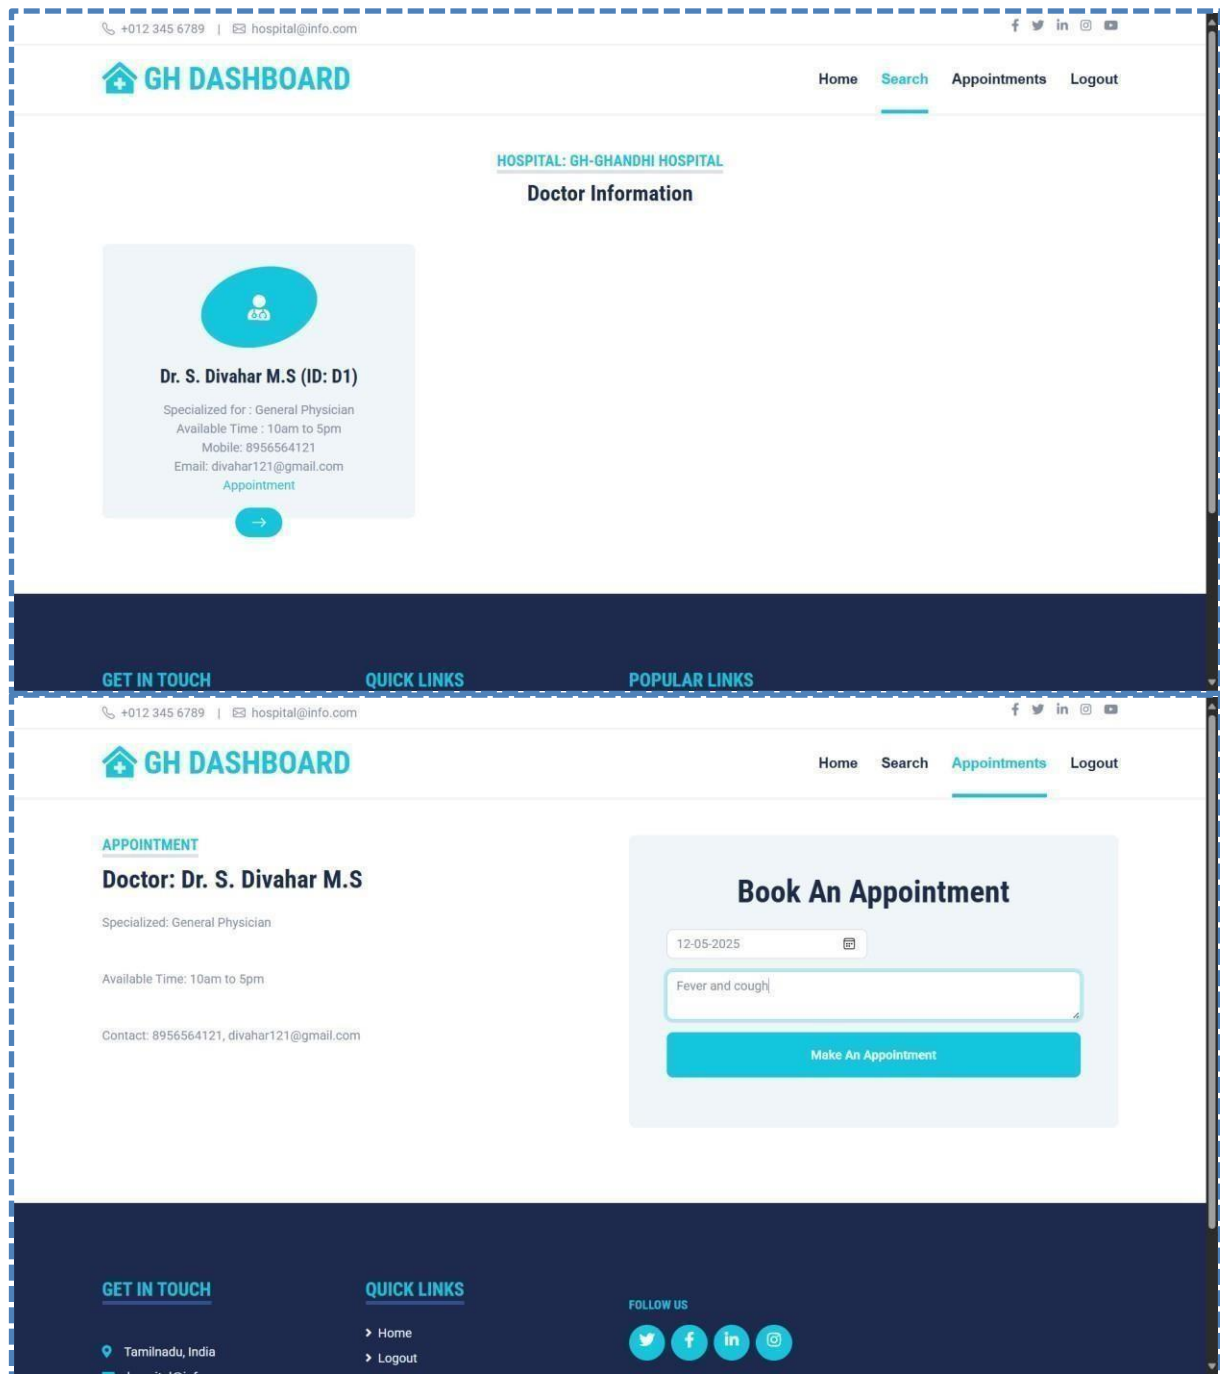 +012 345 6789 | hospital@info.com
GH DASHBOARD
Home Search Appointments Logout
HOSPITAL: GH-GHANDHI HOSPITAL
Doctor Information
Dr. S. Divahar M.S (ID: D1)
Specialized for : General Physician
Available Time : 10am to 5pm
Mobile: 8956564121
Email: divahar121@gmail.com
Appointment
GET IN TOUCH QUICK LINKS POPULAR LINKS
+012 345 6789 | hospital@info.com
GH DASHBOARD
Home Search Appointments Logout
APPOINTMENT
Doctor: Dr. S. Divahar M.S
Specialized: General Physician
Available Time: 10am to 5pm
Contact: 8956564121, divahar121@gmail.com
Book An Appointment
12-05-2025
Fever and cough
Make An Appointment
GET IN TOUCH
Tamilnadu, India
QUICK LINKS
Home
Logout
FOLLOW US